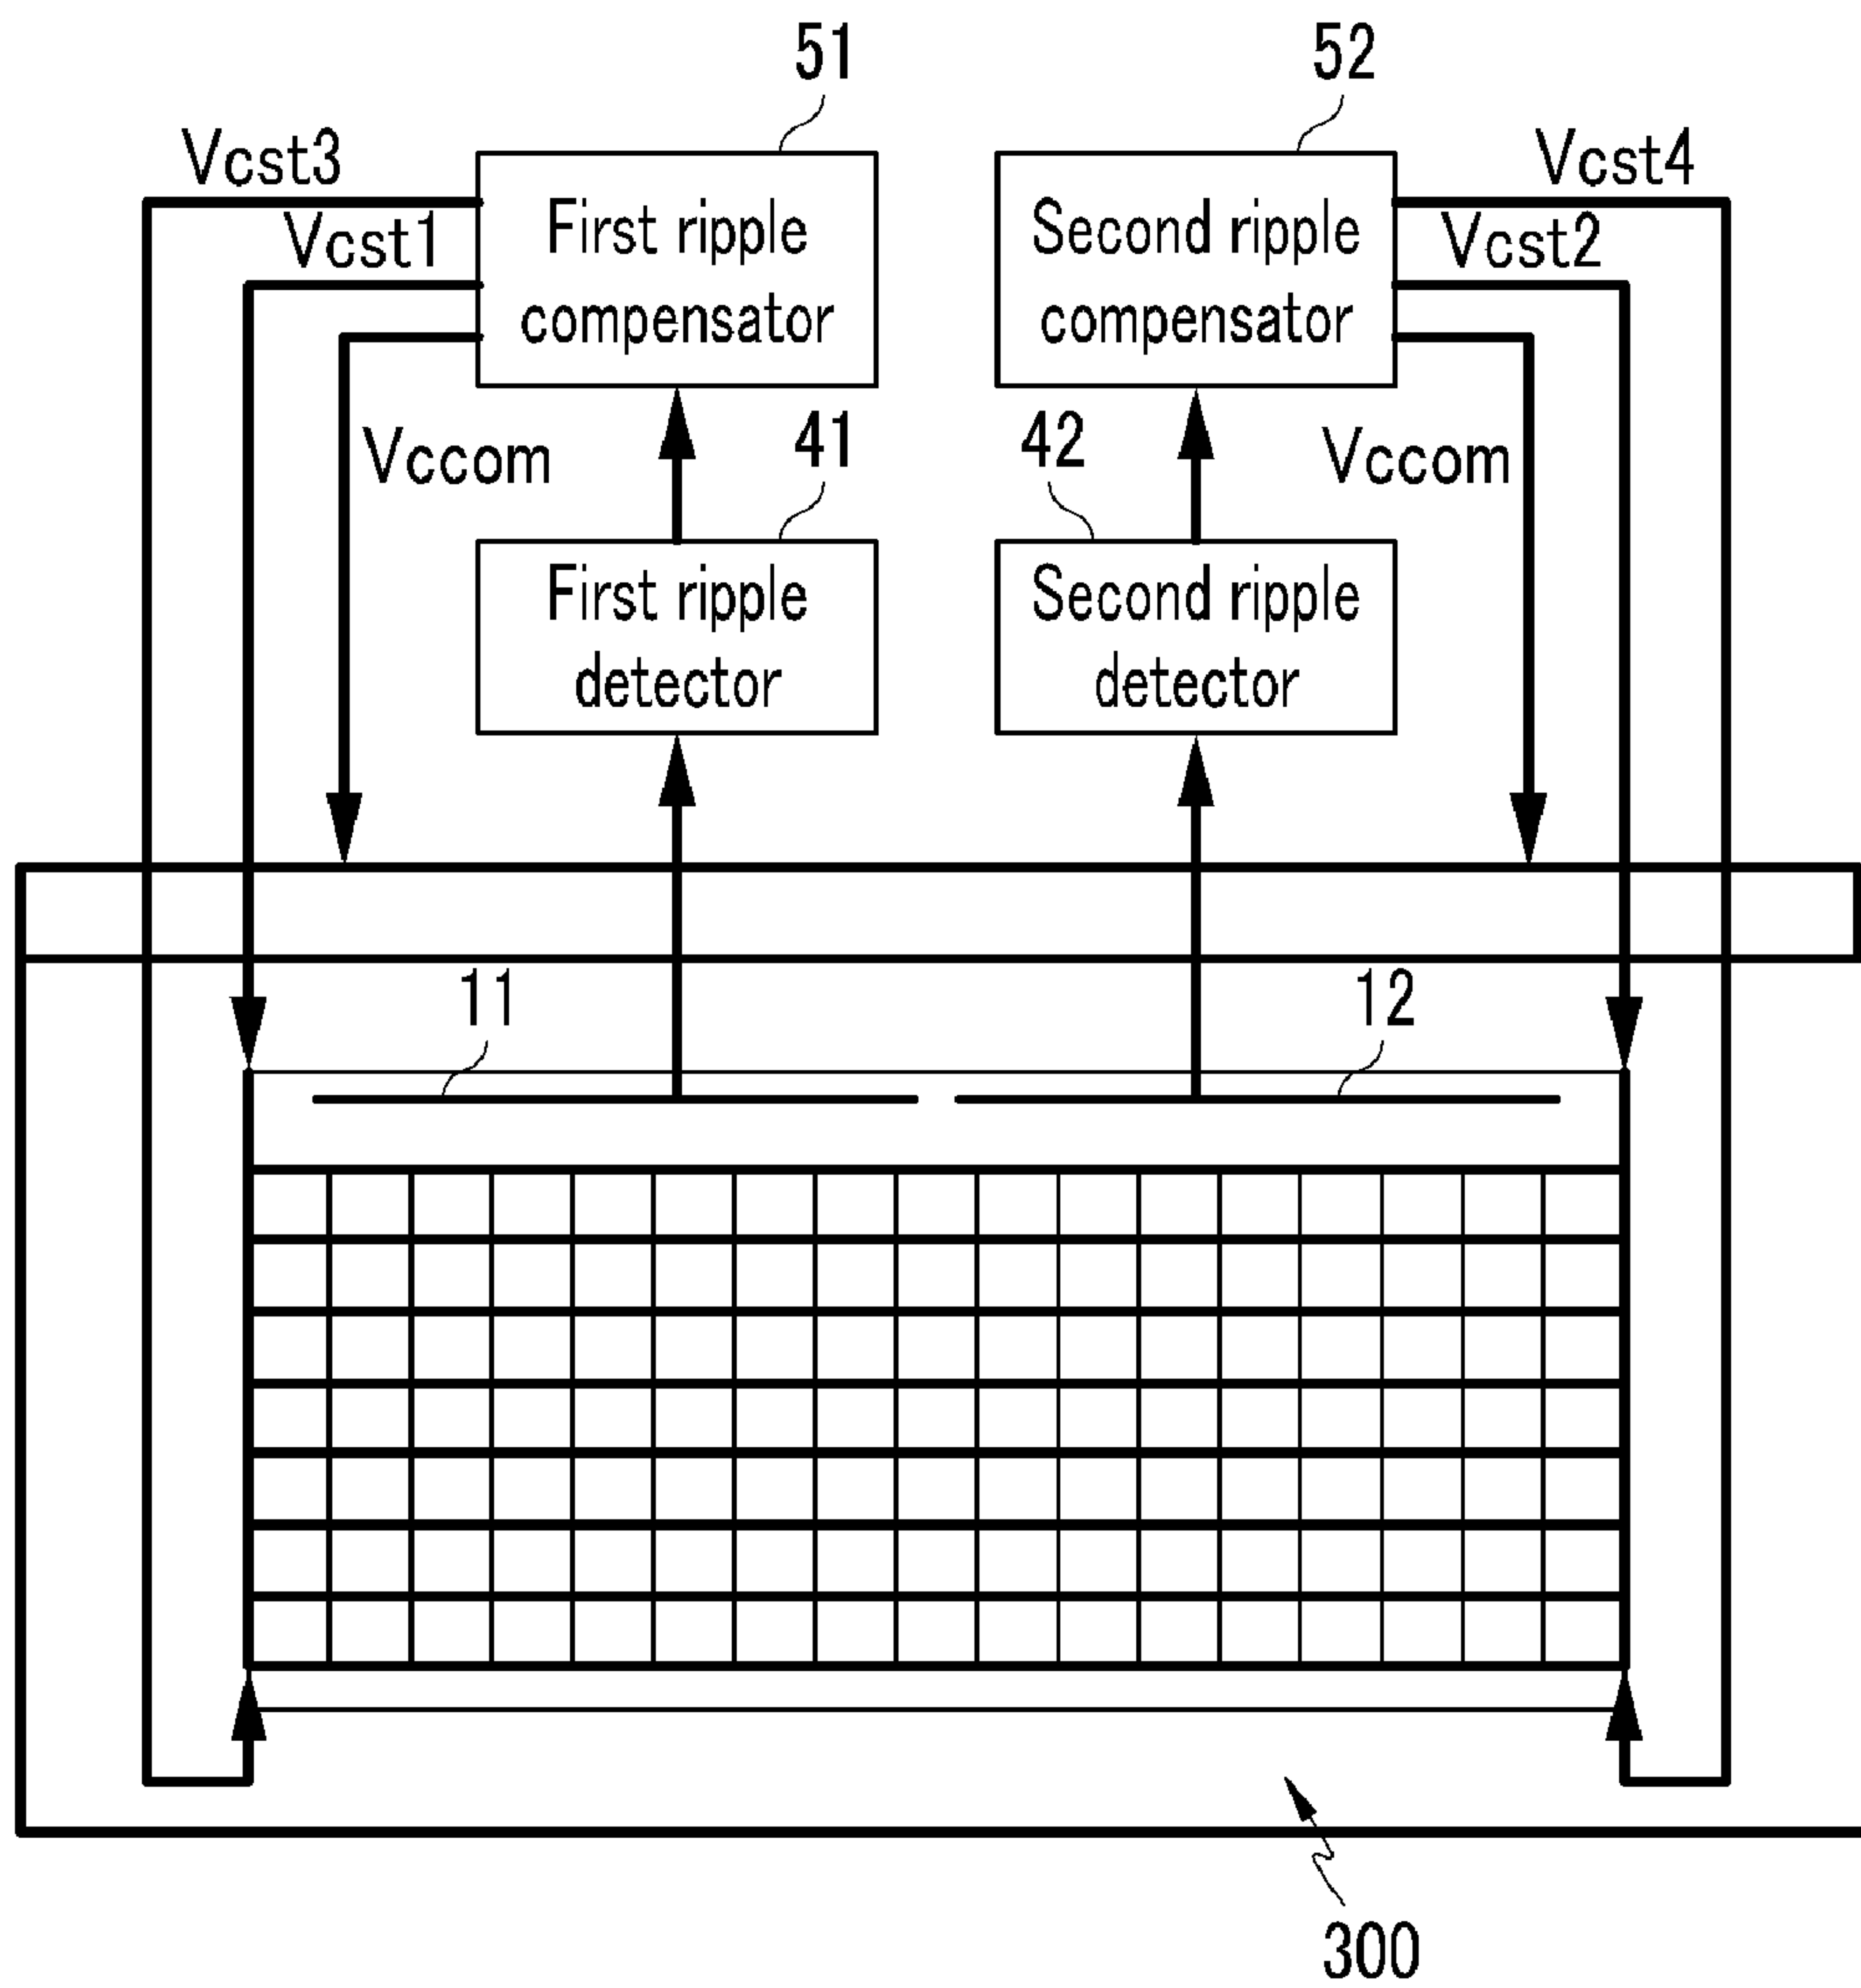 51
52
Vcst3
Vcst4
Vcst1
Vcst2
First ripple
compensator
Second ripple
compensator
Vccom
41
42
Vccom
First ripple
detector
Second ripple
detector
11
12
300